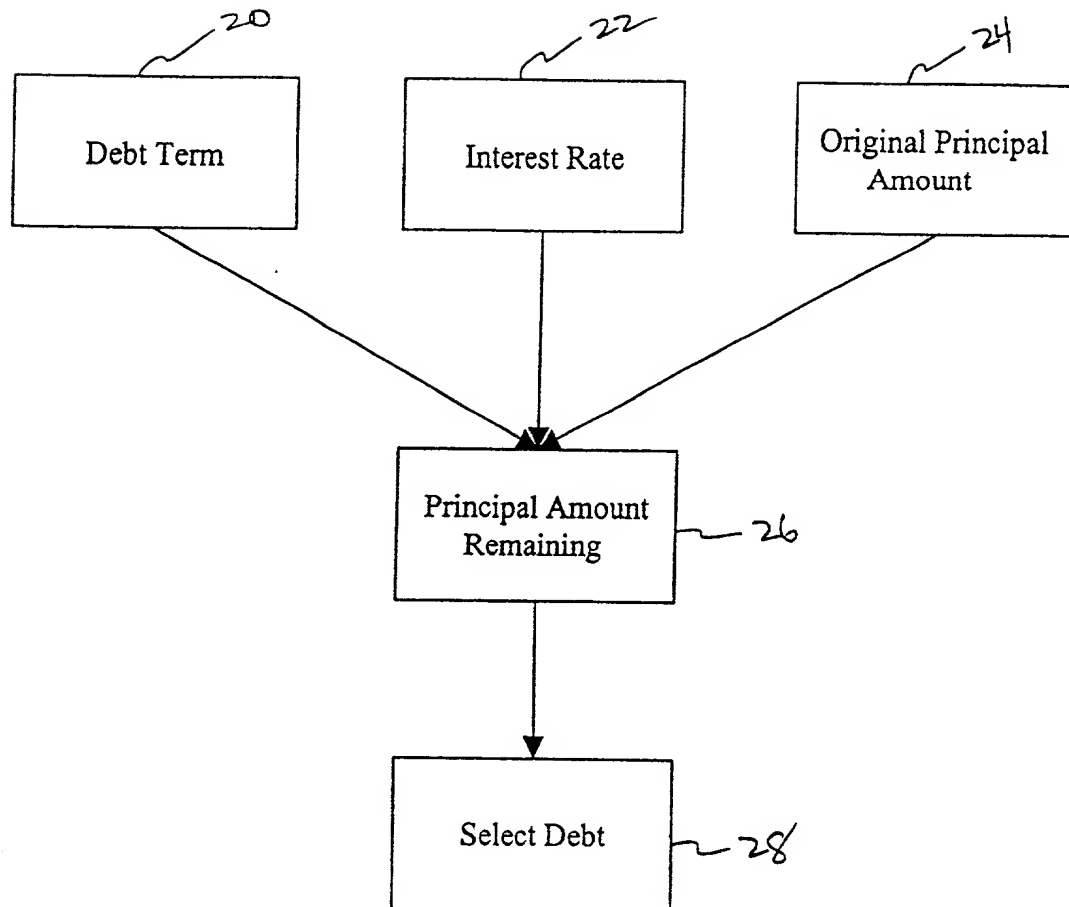 20
22
24
Debt Term
Interest Rate
Original Principal
Amount
Principal Amount
Remaining
26
Select Debt
28